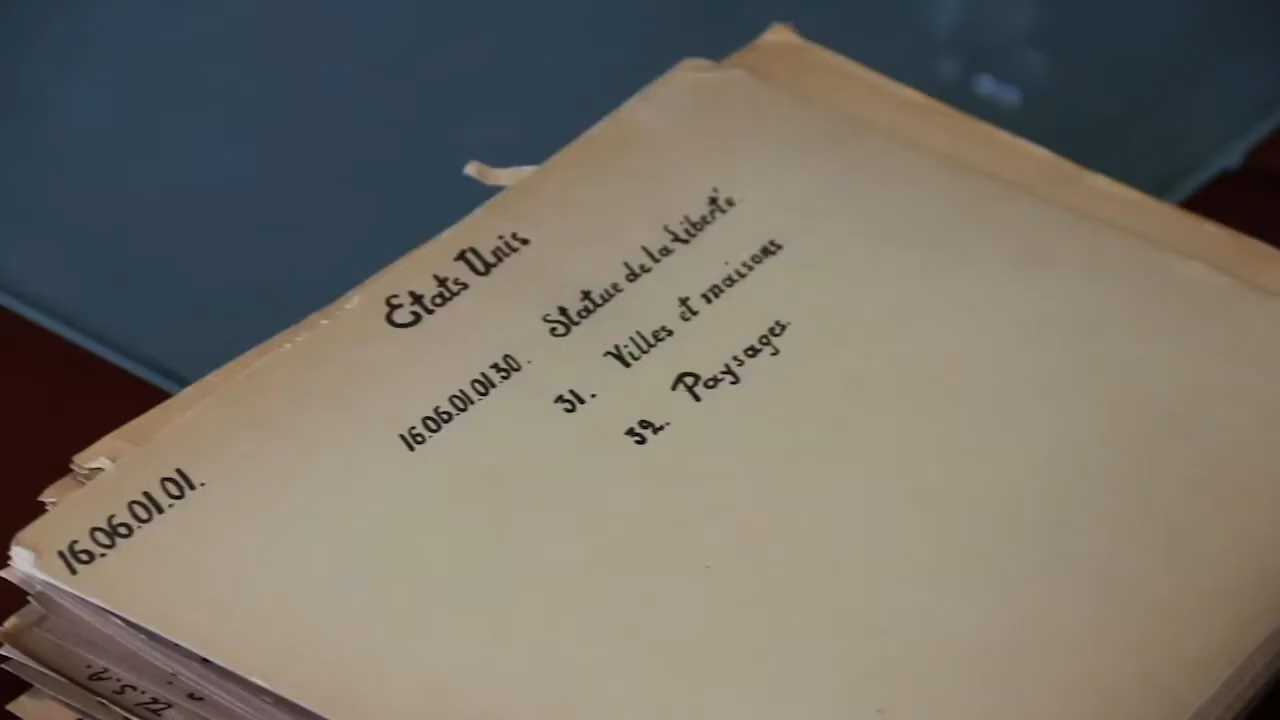 Etats Unis
16.06.01.01.30. Statue de la Liberté
31. Villes et maisons
32. Paysages.
16.06.01.01.
U.S.A.